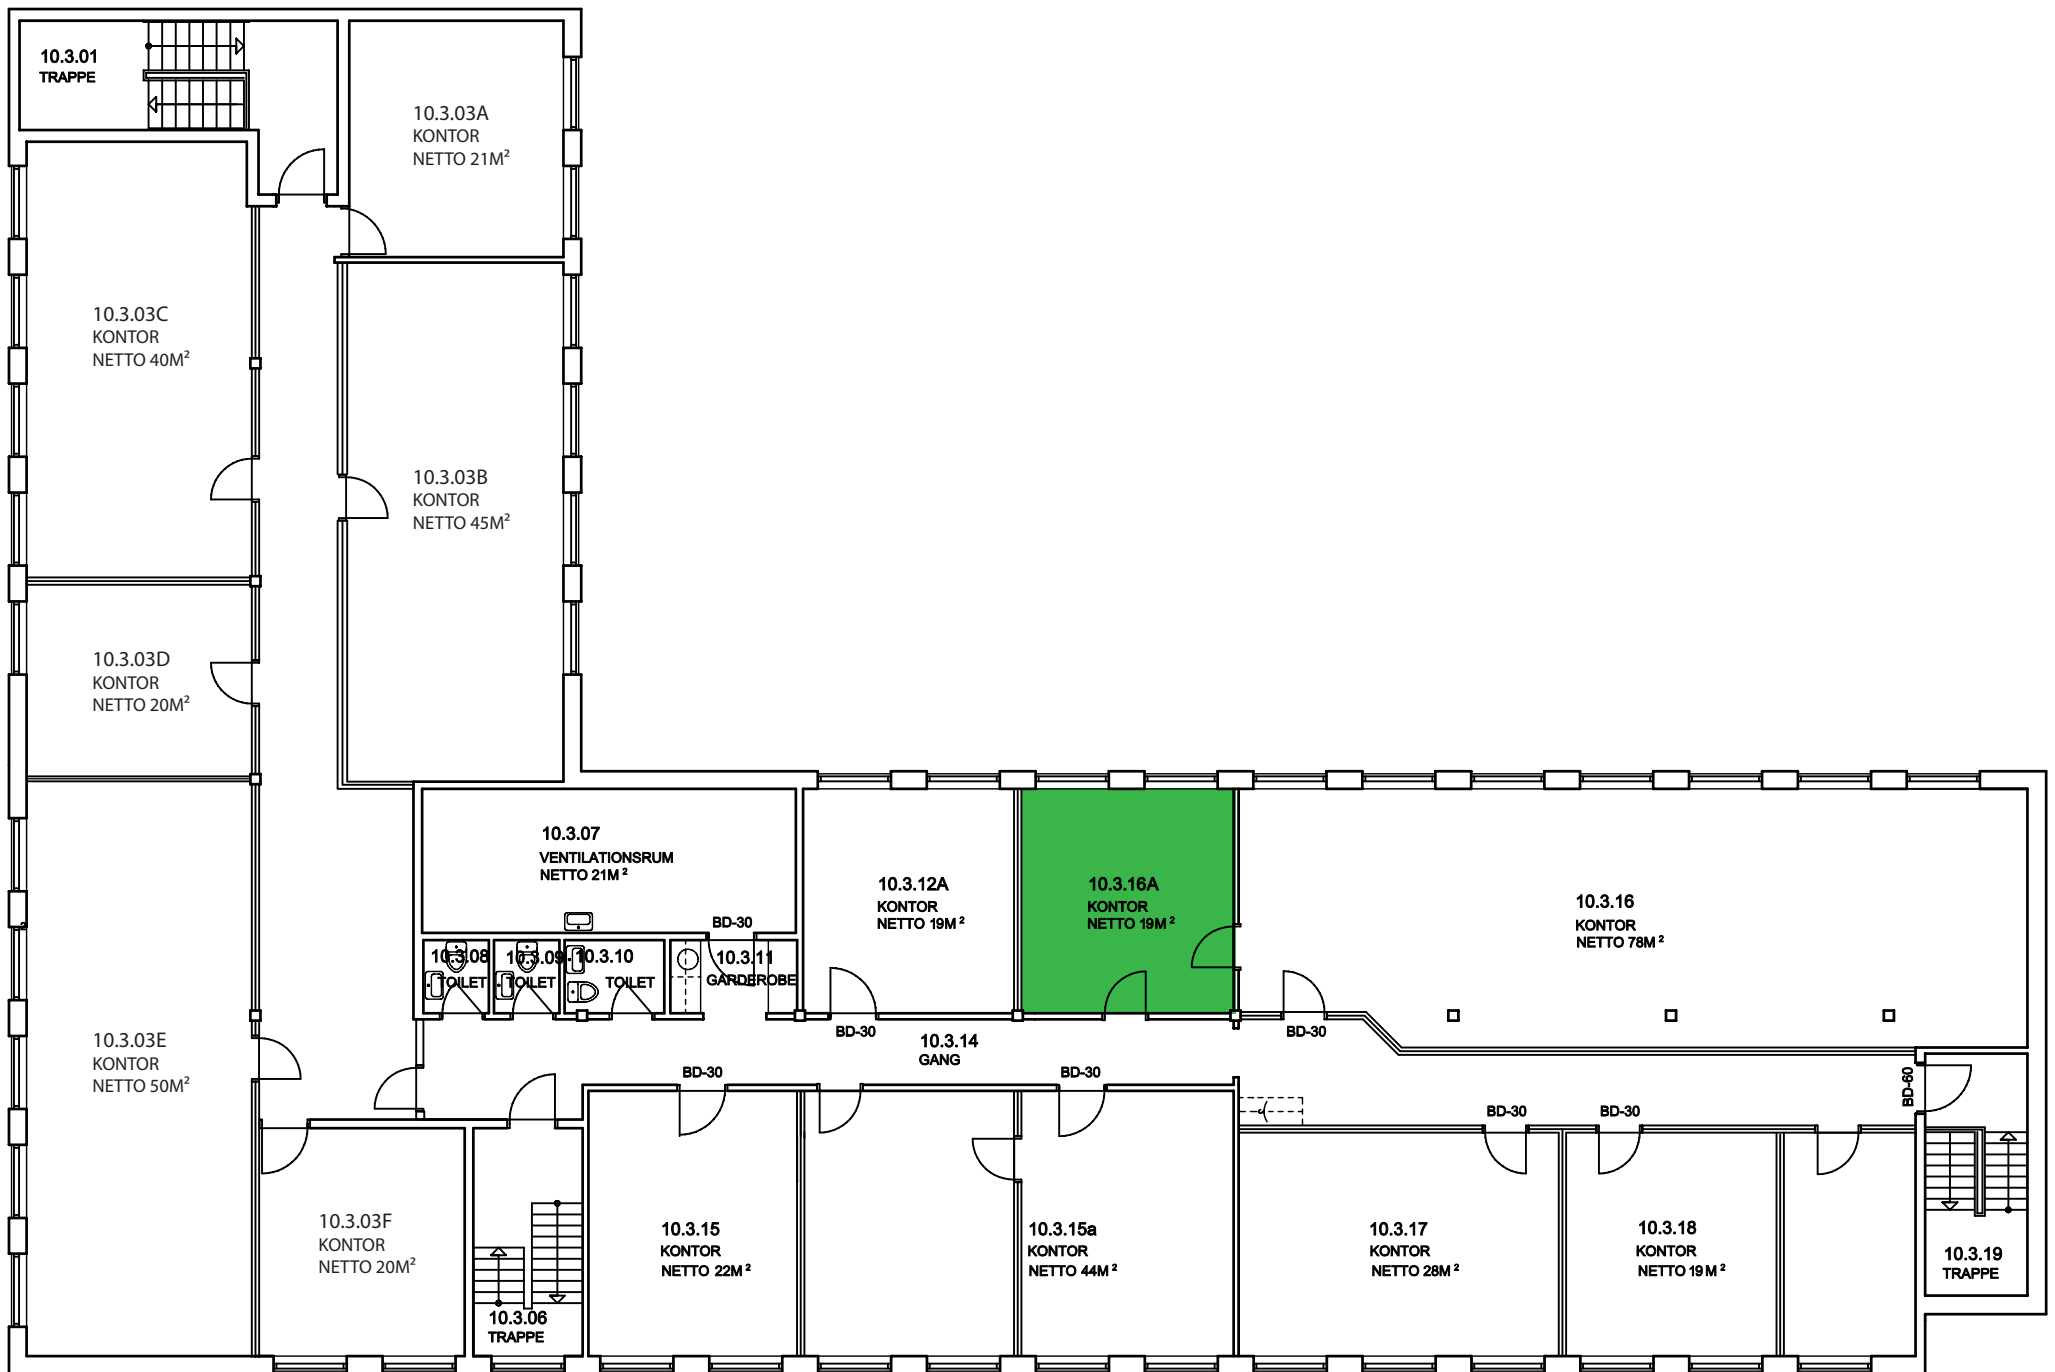 10.3.01
TRAPPE
10.3.03A
KONTOR
NETTO 21M²
10.3.03C
KONTOR
NETTO 40M²
10.3.03B
KONTOR
NETTO 45M²
10.3.03D
KONTOR
NETTO 20M²
10.3.07
VENTILATIONSRUM
NETTO 21M²
BD-30
10.3.12A
KONTOR
NETTO 19M²
10.3.16A
KONTOR
NETTO 19M²
10.3.16
KONTOR
NETTO 78M²
10.3.08
TOILET
10.3.09
TOILET
10.3.10
TOILET
10.3.11
GARDEROBE
10.3.03E
KONTOR
NETTO 50M²
BD-30
10.3.14
GANG
BD-30
BD-30
BD-30
BD-60
BD-30
BD-30
10.3.03F
KONTOR
NETTO 20M²
10.3.06
TRAPPE
10.3.15
KONTOR
NETTO 22M²
10.3.15a
KONTOR
NETTO 44M²
10.3.17
KONTOR
NETTO 28M²
10.3.18
KONTOR
NETTO 19M²
10.3.19
TRAPPE